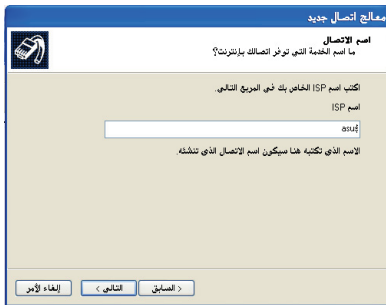 معالج اتصال جديد
اسم الاتصال
ما اسم الخدمة التي توفر اتصالك بإنترنت؟
اكتب اسم ISP الخاص بك في المربع التالي.
اسم ISP
asus
الاسم الذي تكتبه هنا سيكون اسم الاتصال الذي تنشئه.
< السابق
التالي >
إلغاء الأمر